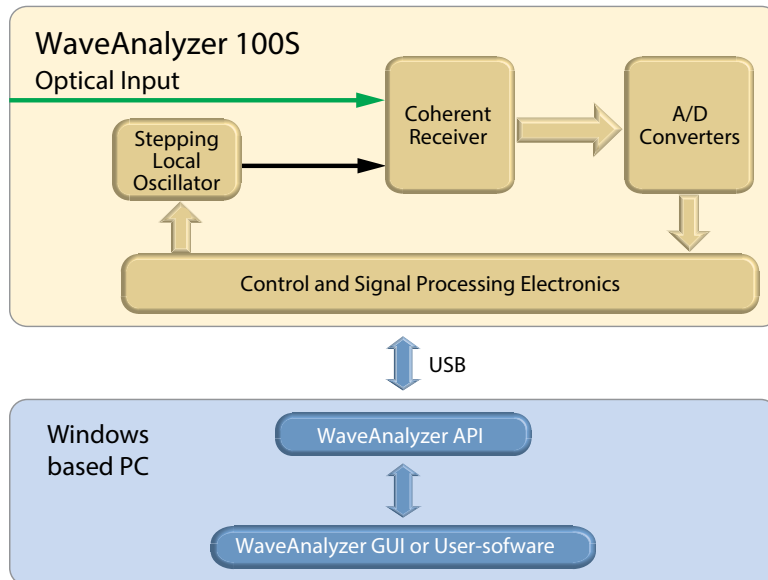 WaveAnalyzer 100S
Optical Input
Stepping
Local
Oscillator
Coherent
Receiver
A/D
Converters
Control and Signal Processing Electronics
USB
Windows
based PC
WaveAnalyzer API
WaveAnalyzer GUI or User-sofware